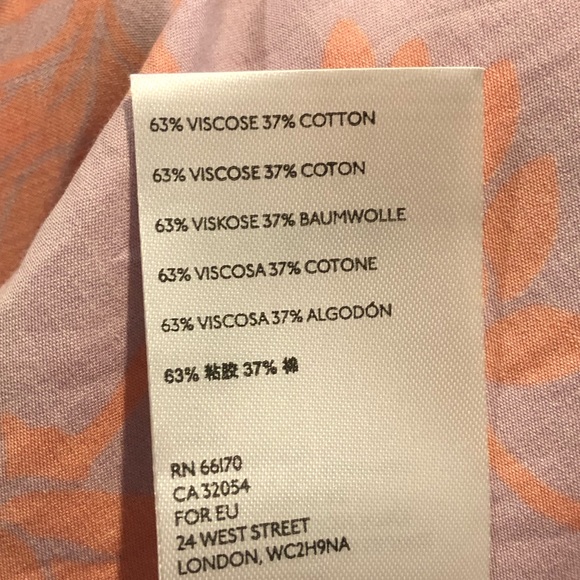 63% VISCOSE 37% COTTON
63% VISCOSE 37% COTON
63% VISKOSE 37% BAUMWOLLE
63% VISCOSA 37% COTONE
63% VISCOSA 37% ALGODÓN
63% 粘胶 37% 棉
RN 66170
CA 32054
FOR EU
24 WEST STREET
LONDON, WC2H9NA